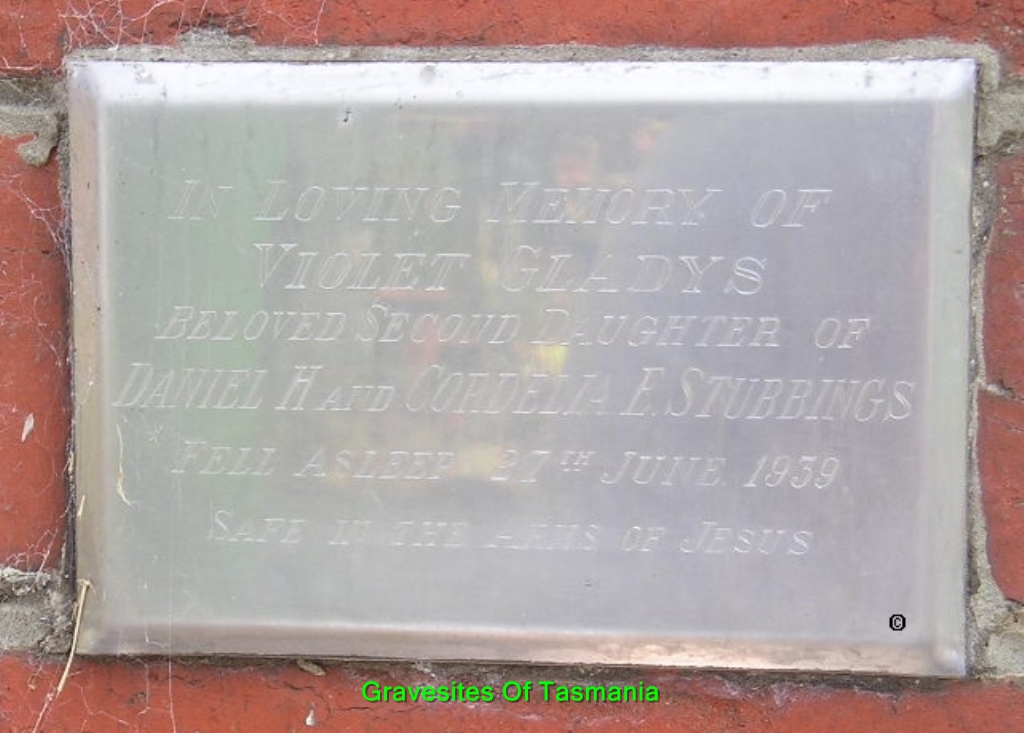 In Loving Memory of
Violet Gladys
Beloved Second Daughter of
Daniel H and Cordelia E. Stubbings
Fell Asleep 27th June 1939
Safe in the Arms of Jesus
©
Gravesites Of Tasmania